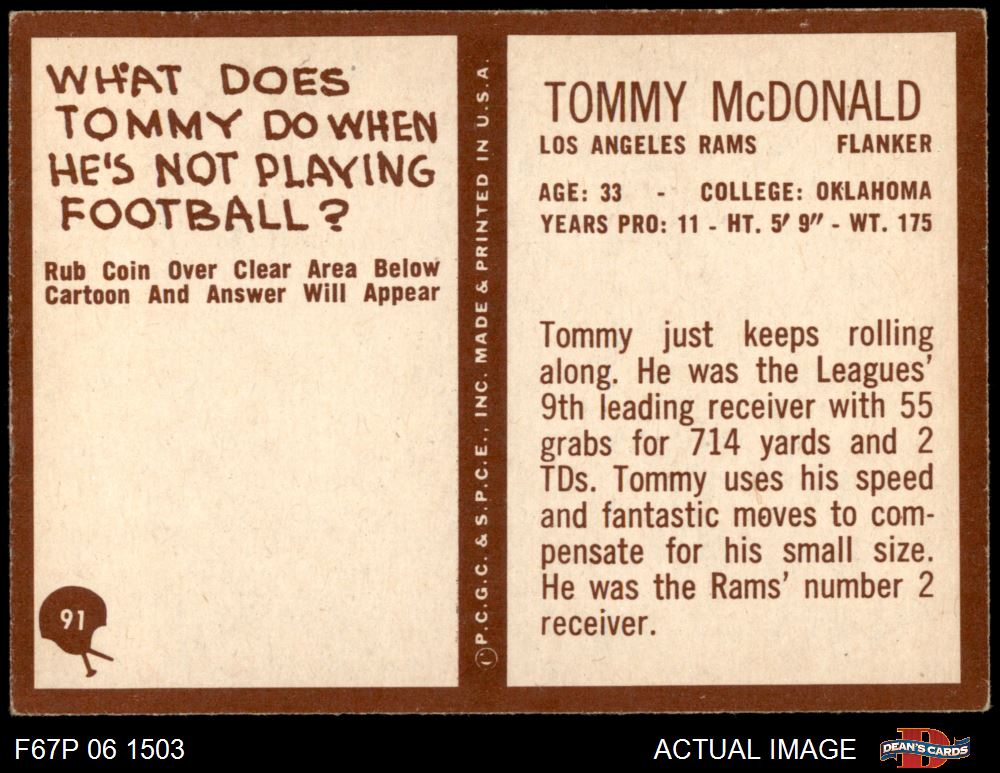 WHAT DOES
TOMMY DO WHEN
HE'S NOT PLAYING
FOOTBALL?
Rub Coin Over Clear Area Below
Cartoon And Answer Will Appear
91
P.C.G.C. & S.P.C.E., INC. MADE & PRINTED IN U.S.A.
TOMMY McDONALD
LOS ANGELES RAMS FLANKER
AGE: 33 - COLLEGE: OKLAHOMA
YEARS PRO: 11 - HT. 5' 9" - WT. 175
Tommy just keeps rolling
along. He was the Leagues'
9th leading receiver with 55
grabs for 714 yards and 2
TDs. Tommy uses his speed
and fantastic moves to com-
pensate for his small size.
He was the Rams' number 2
receiver.
F67P 06 1503
ACTUAL IMAGE
DEAN'S CARDS